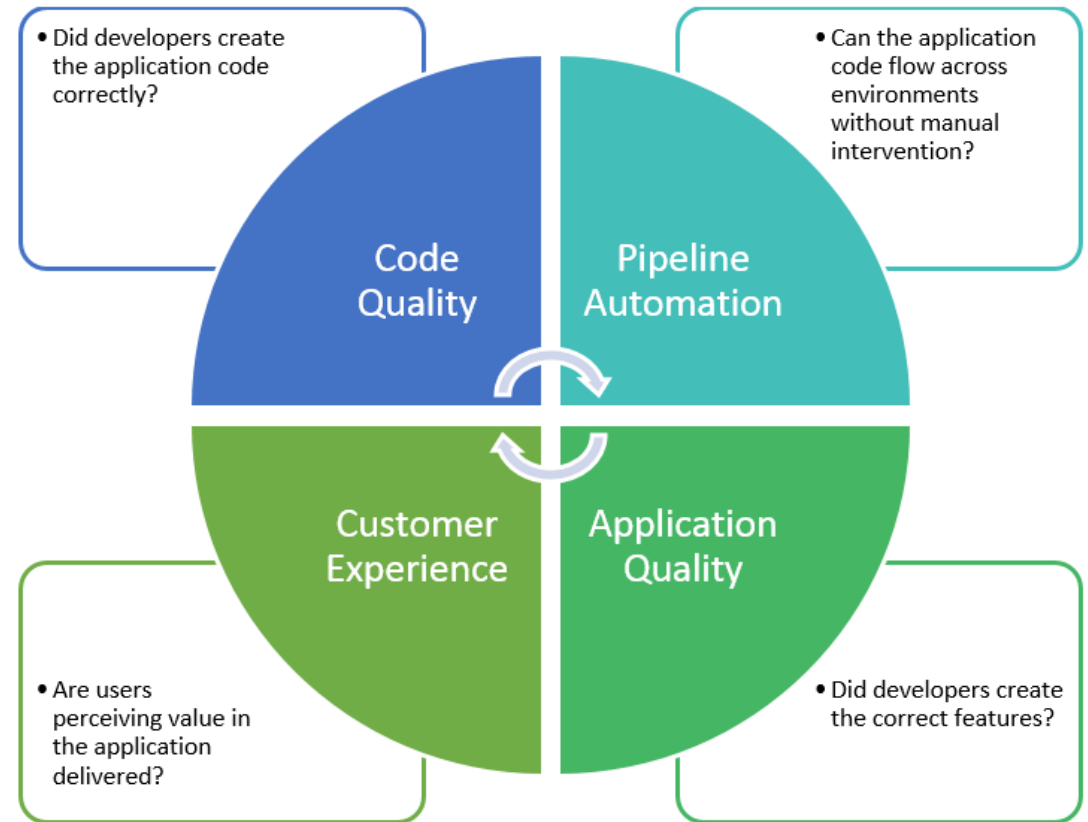 • Did developers create
the application code
correctly?
• Can the application
code flow across
environments
without manual
intervention?
Code
Quality
Pipeline
Automation
Customer
Experience
Application
Quality
• Are users
perceiving value in
the application
delivered?
• Did developers create
the correct features?